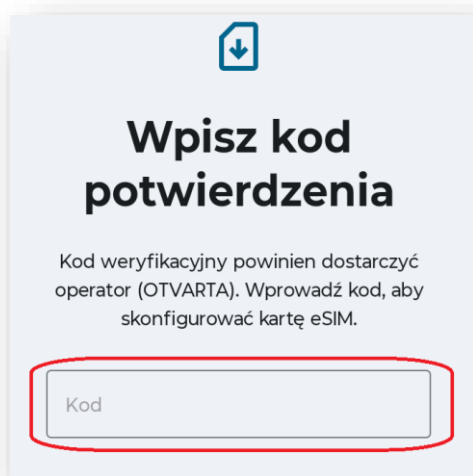 Wpisz kod
potwierdzenia
Kod weryfikacyjny powinien dostarczyć
operator (OTVARTA). Wprowadź kod, aby
skonfigurować kartę eSIM.
Kod